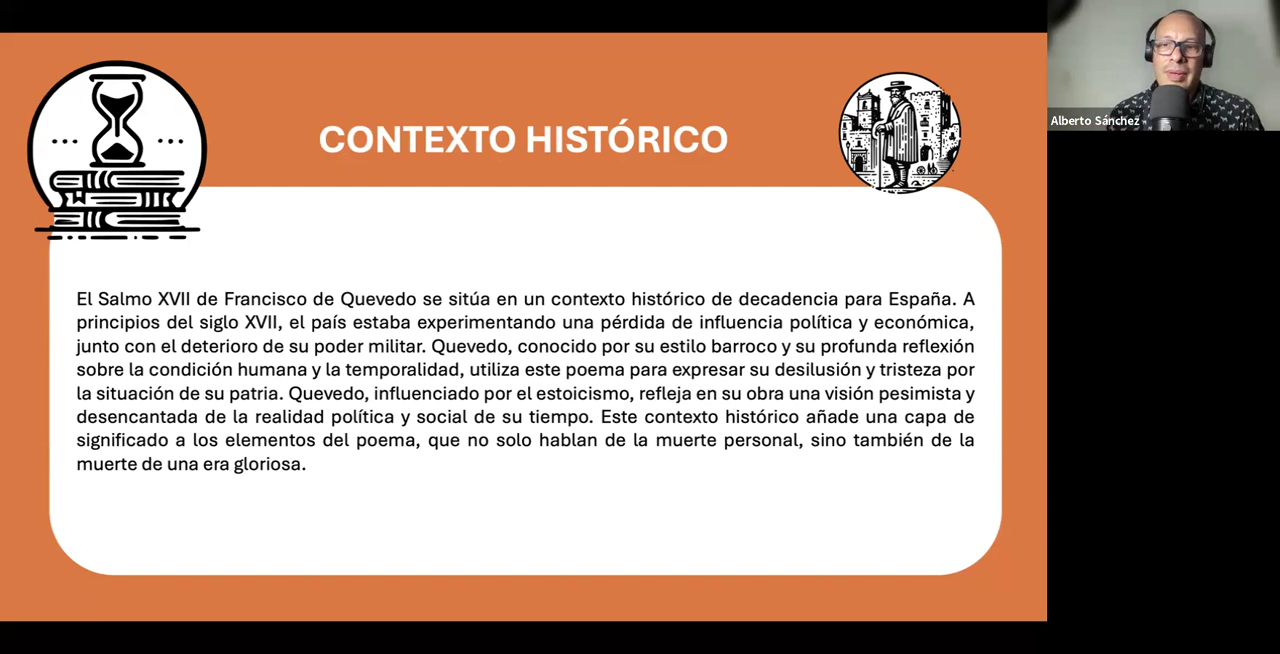 CONTEXTO HISTÓRICO
Alberto Sánchez
El Salmo XVII de Francisco de Quevedo se sitúa en un contexto histórico de decadencia para España. A
principios del siglo XVII, el país estaba experimentando una pérdida de influencia política y económica,
junto con el deterioro de su poder militar. Quevedo, conocido por su estilo barroco y su profunda reflexión
sobre la condición humana y la temporalidad, utiliza este poema para expresar su desilusión y tristeza por
la situación de su patria. Quevedo, influenciado por el estoicismo, refleja en su obra una visión pesimista y
desencantada de la realidad política y social de su tiempo. Este contexto histórico añade una capa de
significado a los elementos del poema, que no solo hablan de la muerte personal, sino también de la
muerte de una era gloriosa.